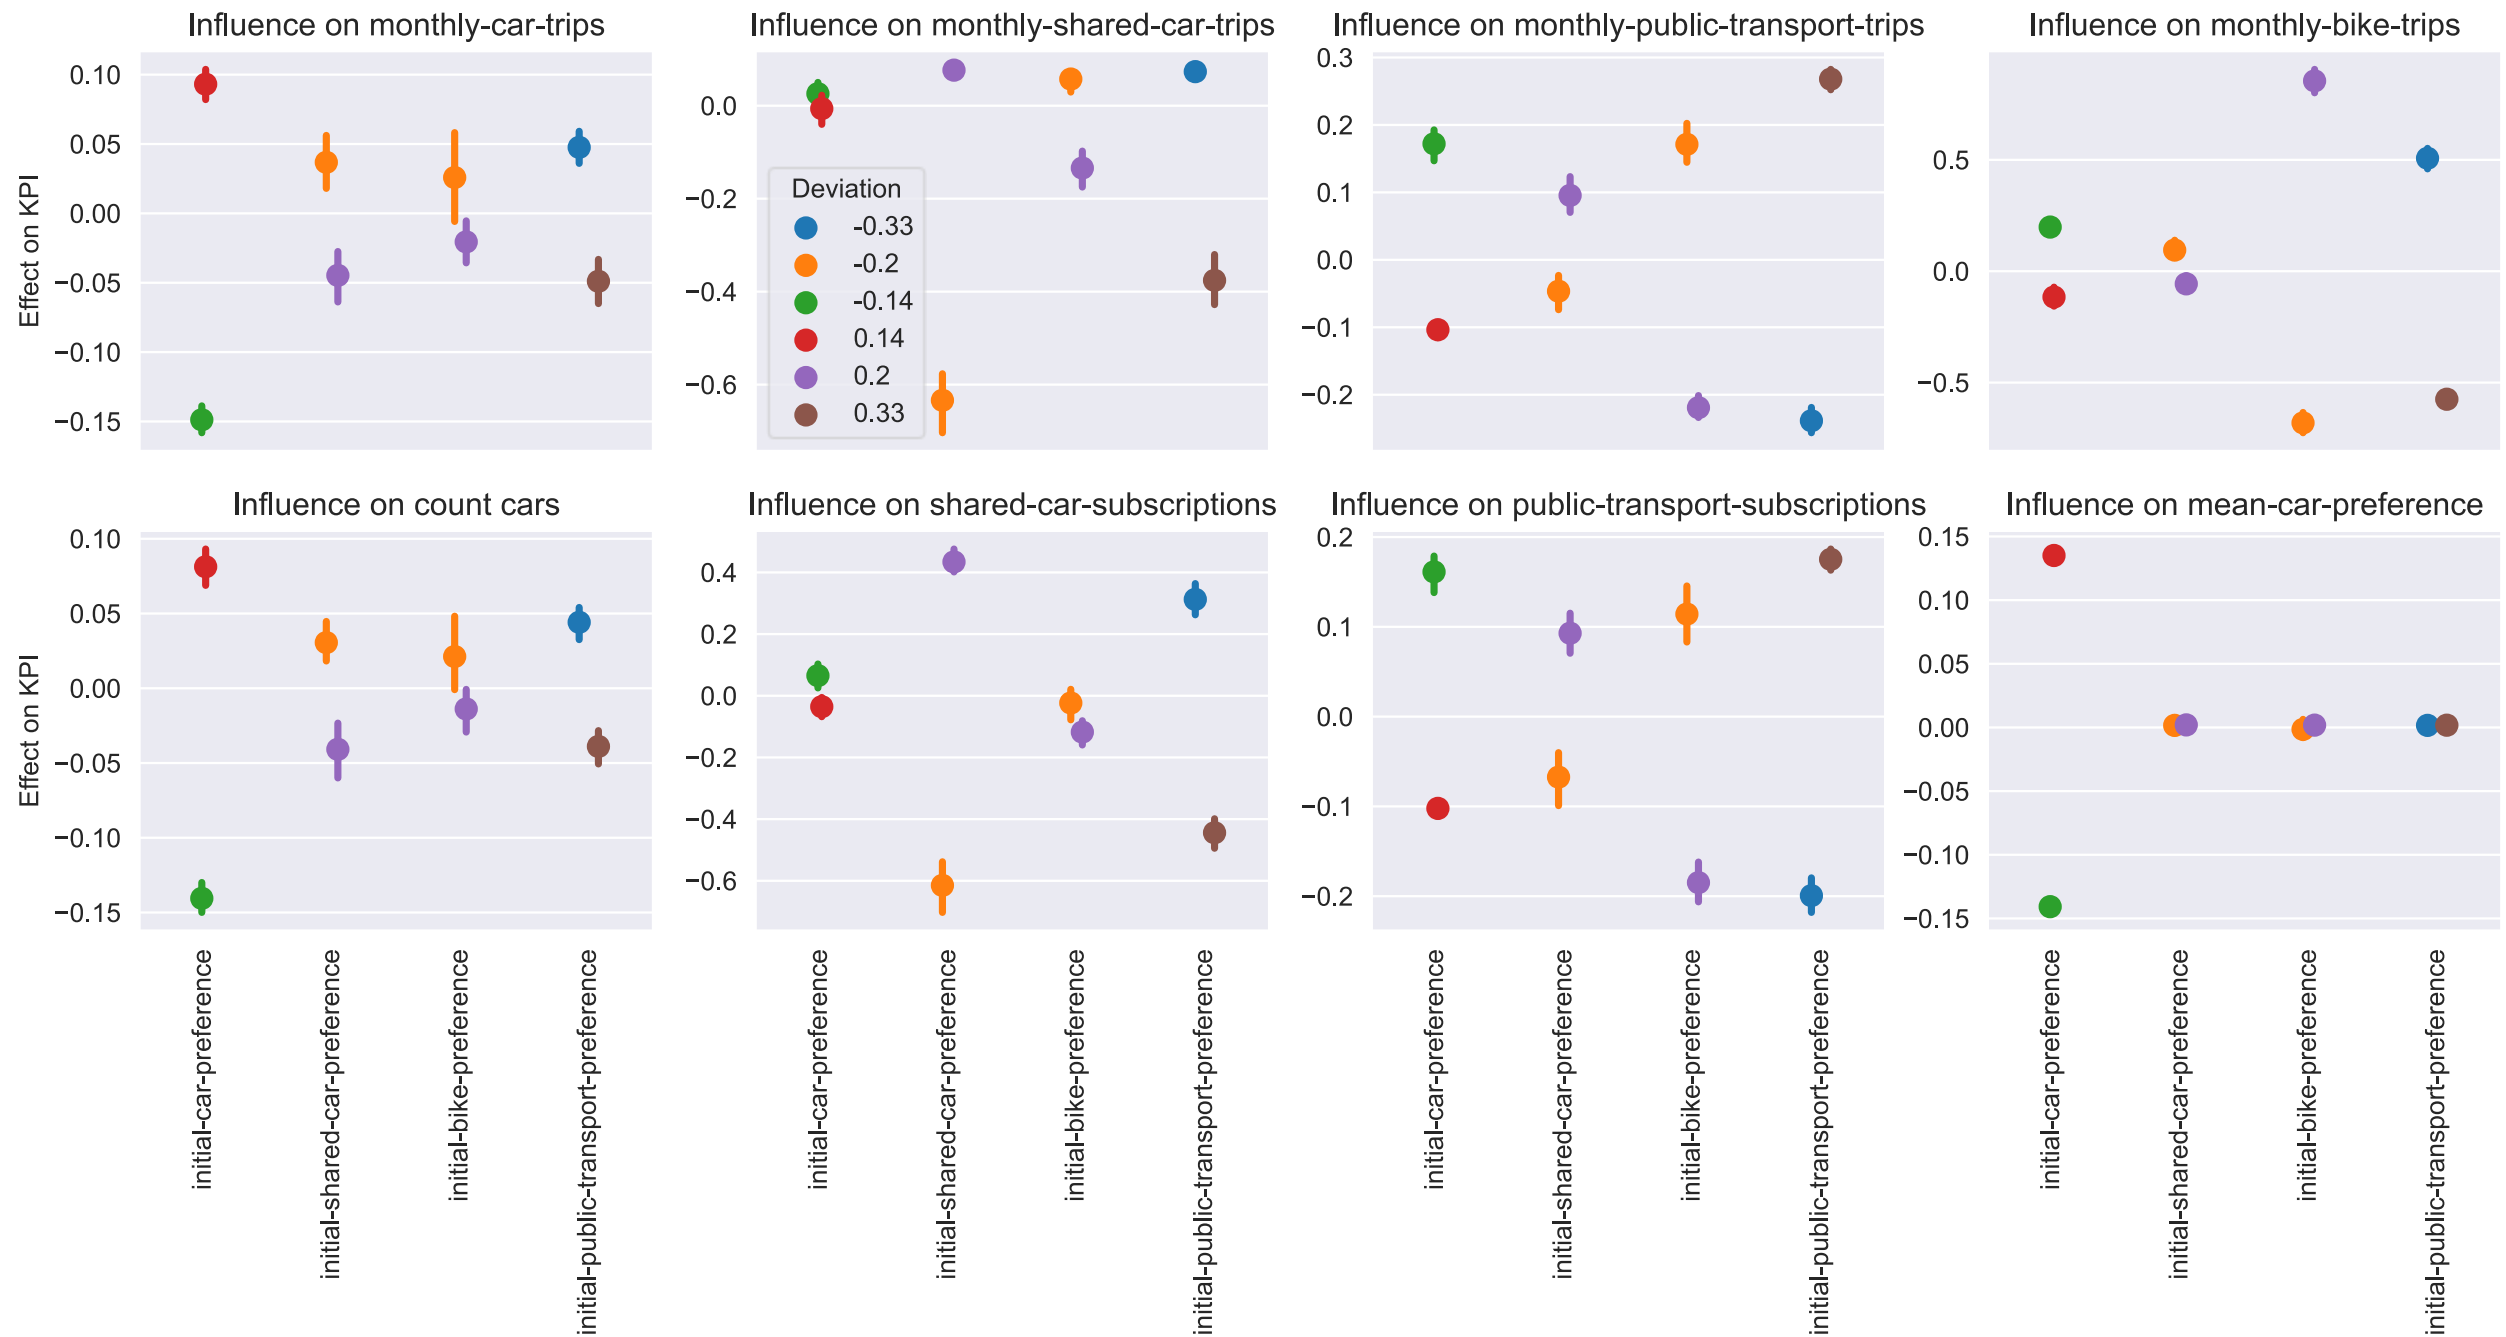 Influence on monthly-car-trips
Influence on monthly-shared-car-trips
Influence on monthly-public-transport-trips
Influence on monthly-bike-trips
Effect on KPI
0.10
0.05
0.00
−0.05
−0.10
−0.15
0.0
−0.2
−0.4
−0.6
Deviation
-0.33
-0.2
-0.14
0.14
0.2
0.33
0.3
0.2
0.1
0.0
−0.1
−0.2
0.5
0.0
−0.5
Influence on count cars
Influence on shared-car-subscriptions
Influence on public-transport-subscriptions
Influence on mean-car-preference
Effect on KPI
0.10
0.05
0.00
−0.05
−0.10
−0.15
0.4
0.2
0.0
−0.2
−0.4
−0.6
0.2
0.1
0.0
−0.1
−0.2
0.15
0.10
0.05
0.00
−0.05
−0.10
−0.15
initial-car-preference
initial-shared-car-preference
initial-bike-preference
initial-public-transport-preference
initial-car-preference
initial-shared-car-preference
initial-bike-preference
initial-public-transport-preference
initial-car-preference
initial-shared-car-preference
initial-bike-preference
initial-public-transport-preference
initial-car-preference
initial-shared-car-preference
initial-bike-preference
initial-public-transport-preference